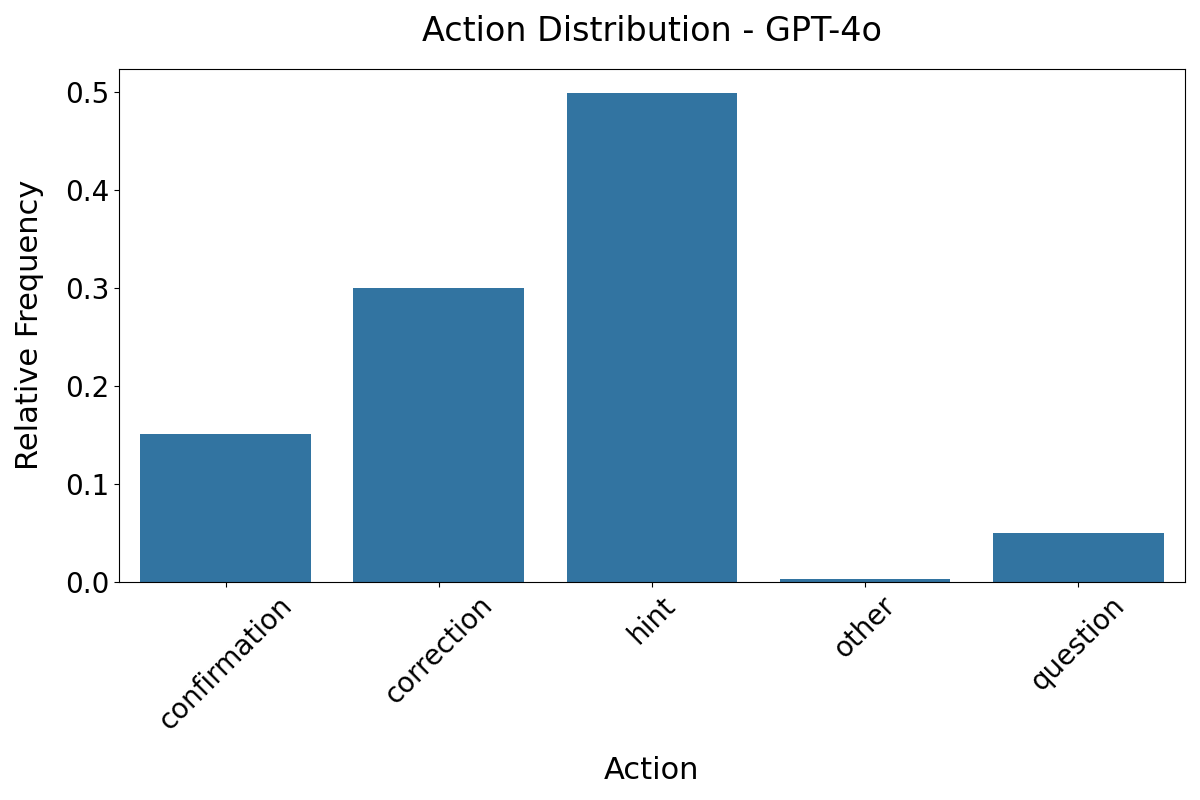 Action Distribution - GPT-4o
Relative Frequency
0.5
0.4
0.3
0.2
0.1
0.0
confirmation
correction
hint
other
question
Action